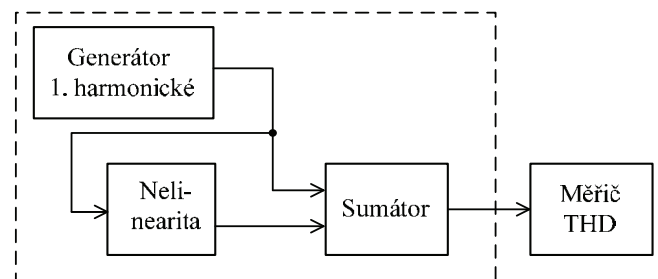 Generátor
1. harmonické
Neli-
nearita
Sumátor
Měřič
THD